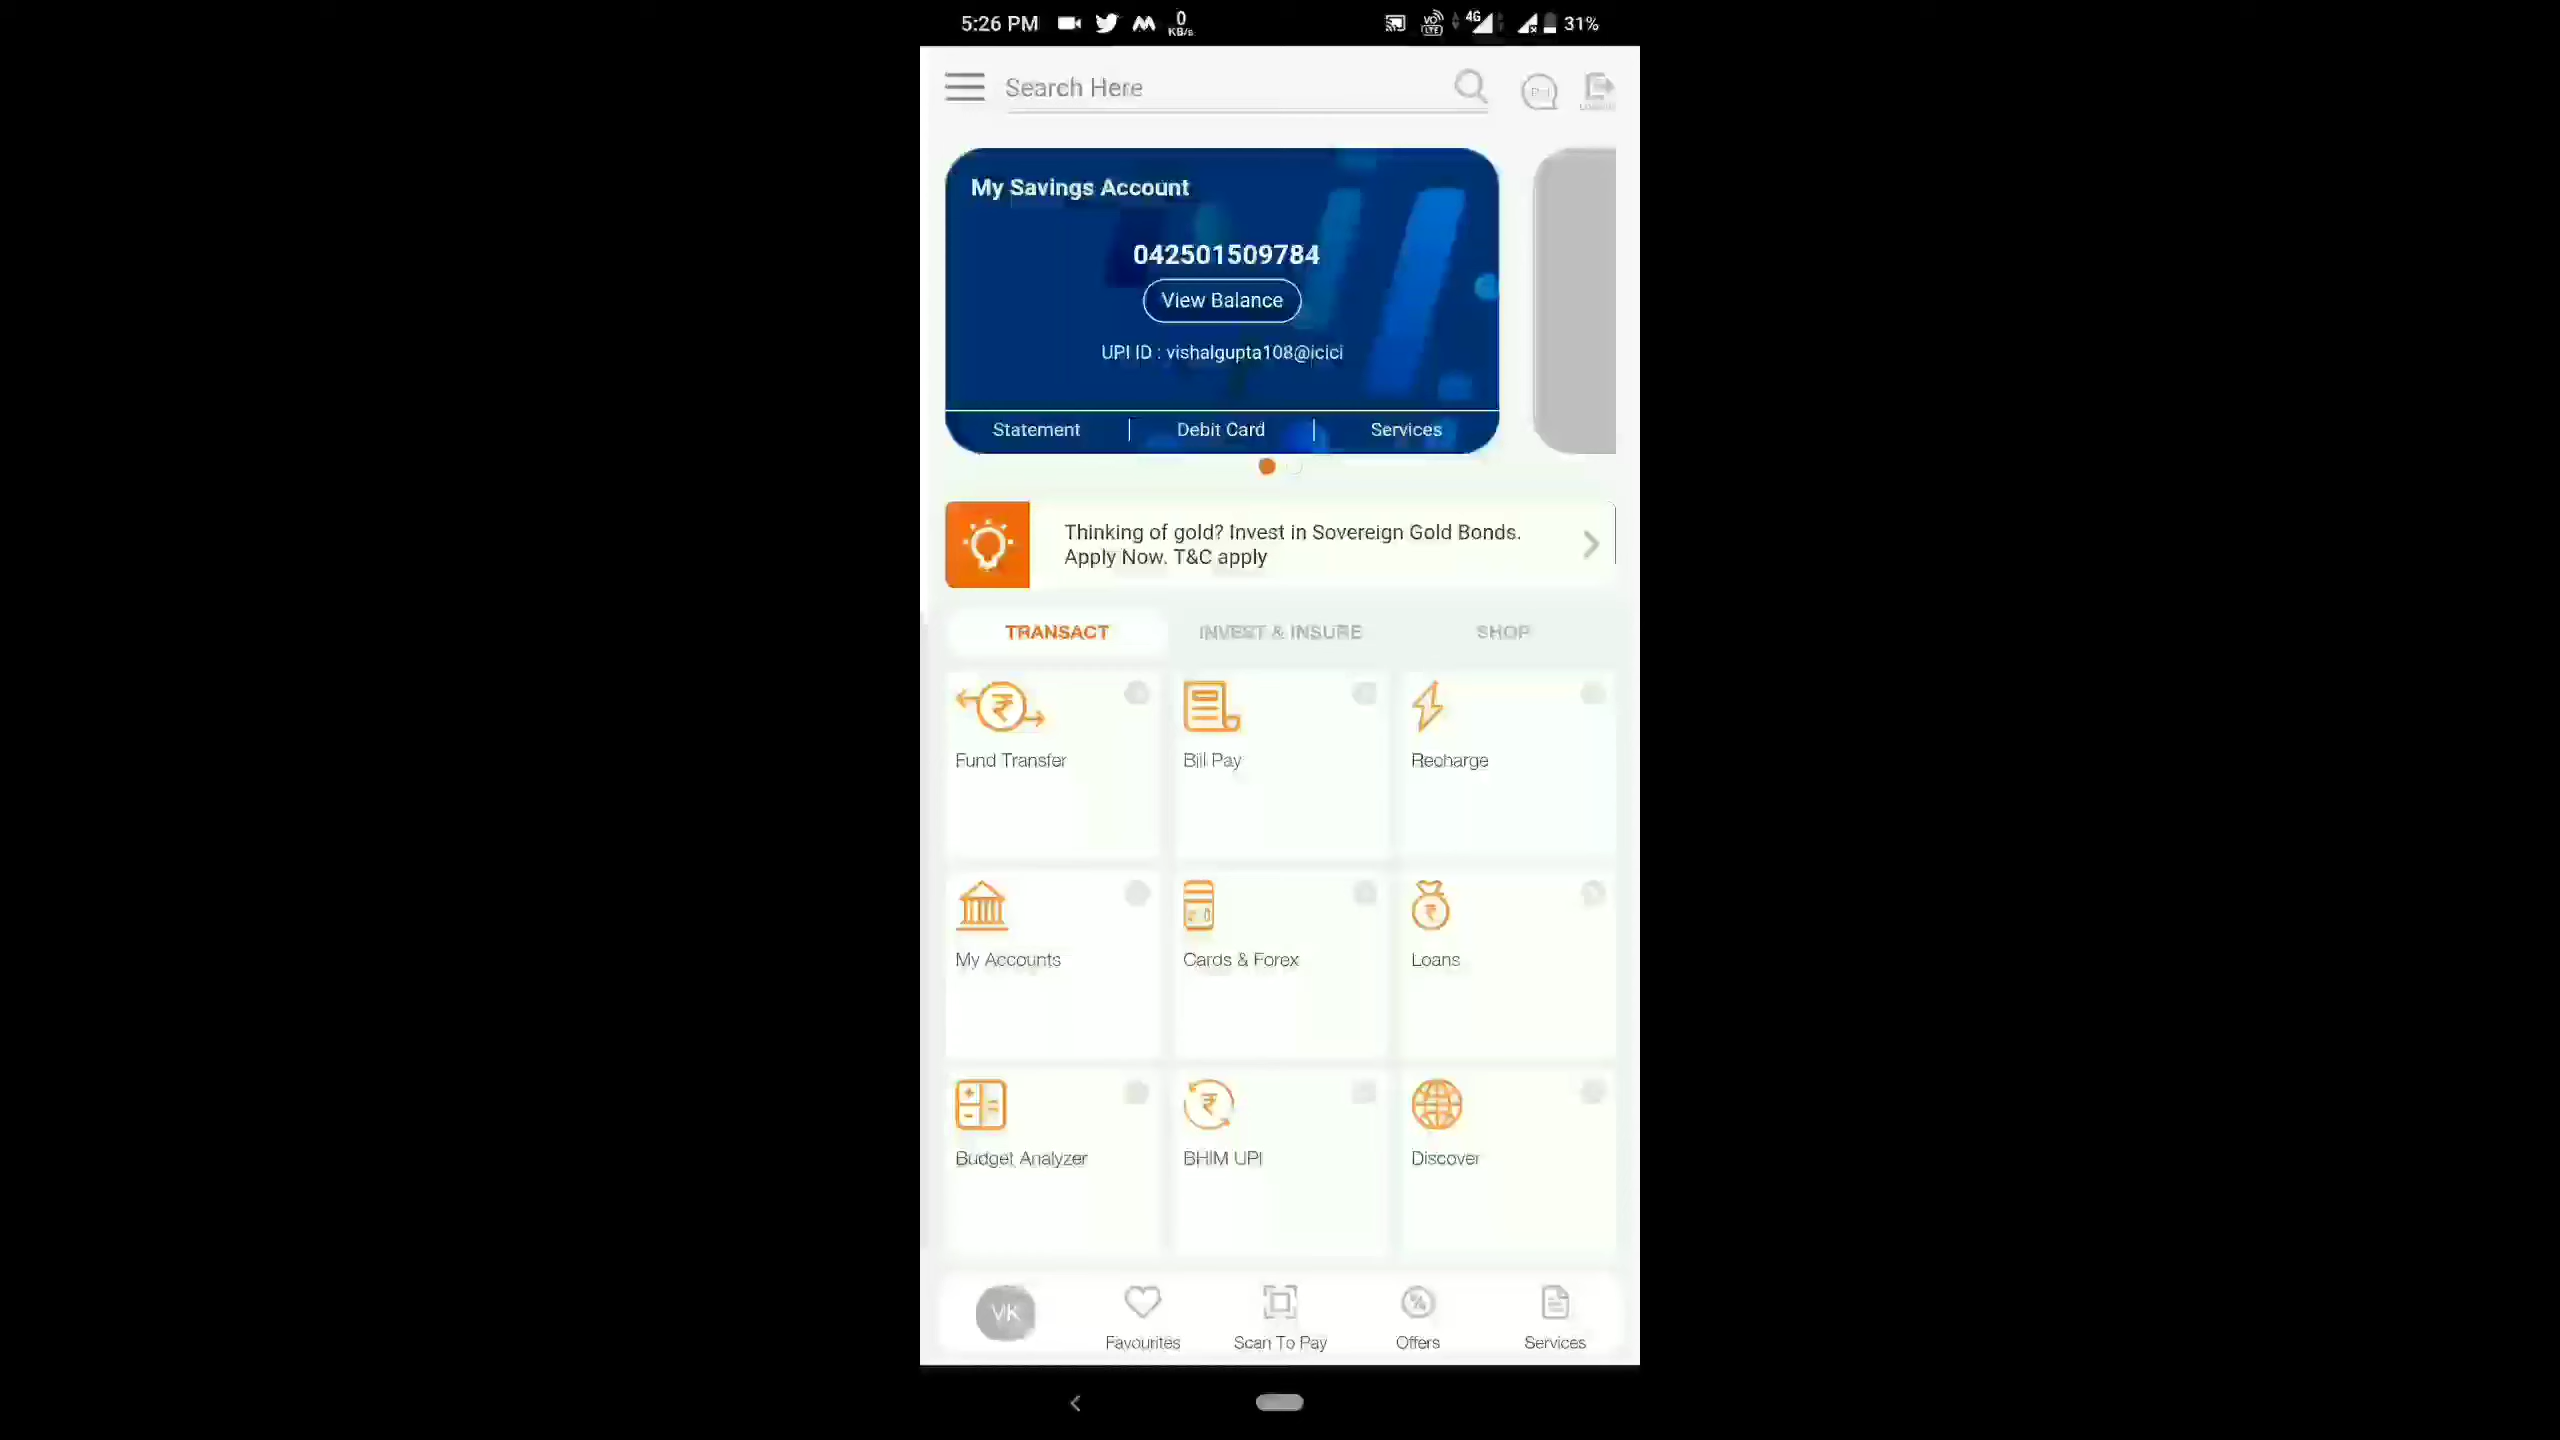 5:26 PM
0
KB/s
VO
LTE
4G
31%
Search Here
My Savings Account
042501509784
View Balance
UPI ID : vishalgupta108@icici
Statement
Debit Card
Services
Thinking of gold? Invest in Sovereign Gold Bonds.
Apply Now. T&C apply
TRANSACT
INVEST & INSURE
SHOP
Fund Transfer
Bill Pay
Recharge
My Accounts
Cards & Forex
Loans
Budget Analyzer
BHIM UPI
Discover
VK
Favourites
Scan To Pay
Offers
Services